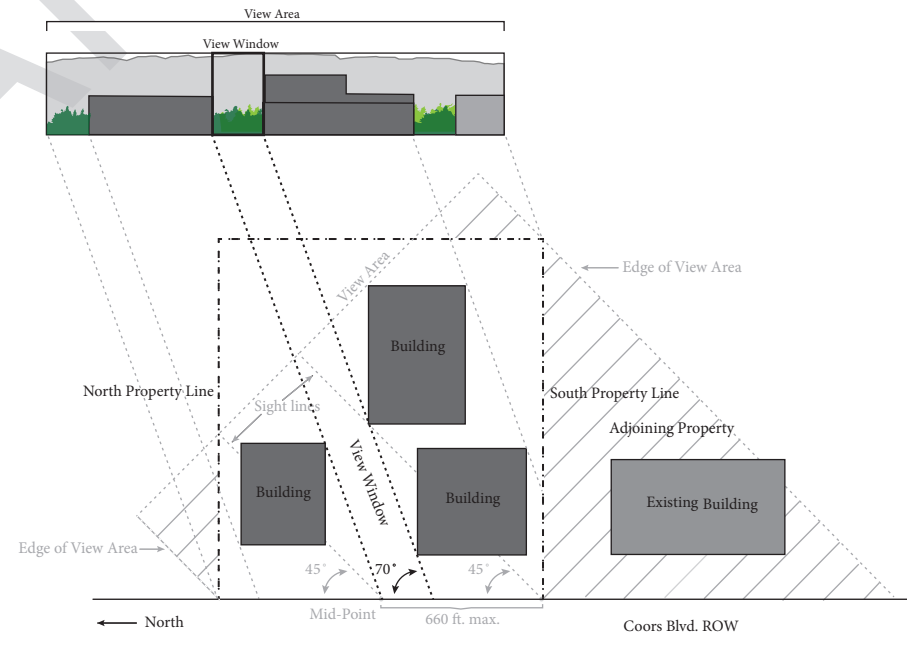 View Area
View Window
View Area
Edge of View Area
Building
North Property Line
South Property Line
Sight lines
Adjoining Property
View Window
Building
Building
Existing Building
Edge of View Area
45°
70°
45°
Mid-Point
660 ft. max.
North
Coors Blvd. ROW